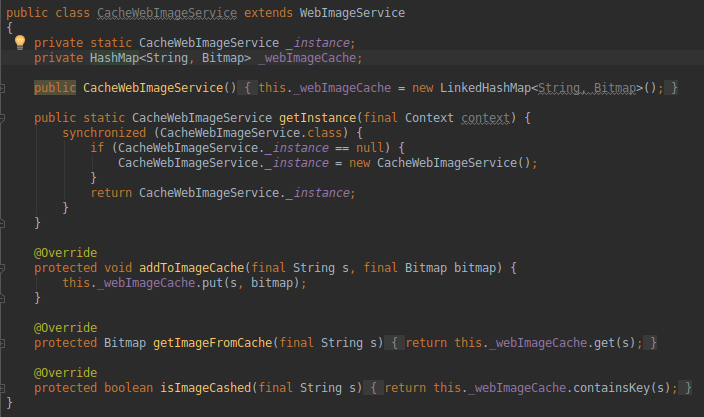 public class CacheWebImageService extends WebImageService
{
    private static CacheWebImageService _instance;
    private HashMap<String, Bitmap> _webImageCache;
    public CacheWebImageService() { this._webImageCache = new LinkedHashMap<String, Bitmap>(); }
    public static CacheWebImageService getInstance(final Context context) {
        synchronized (CacheWebImageService.class) {
            if (CacheWebImageService._instance == null) {
                CacheWebImageService._instance = new CacheWebImageService();
            }
            return CacheWebImageService._instance;
        }
    }
    @Override
    protected void addToImageCache(final String s, final Bitmap bitmap) {
        this._webImageCache.put(s, bitmap);
    }
    @Override
    protected Bitmap getImageFromCache(final String s) { return this._webImageCache.get(s); }
    @Override
    protected boolean isImageCashed(final String s) { return this._webImageCache.containsKey(s); }
}